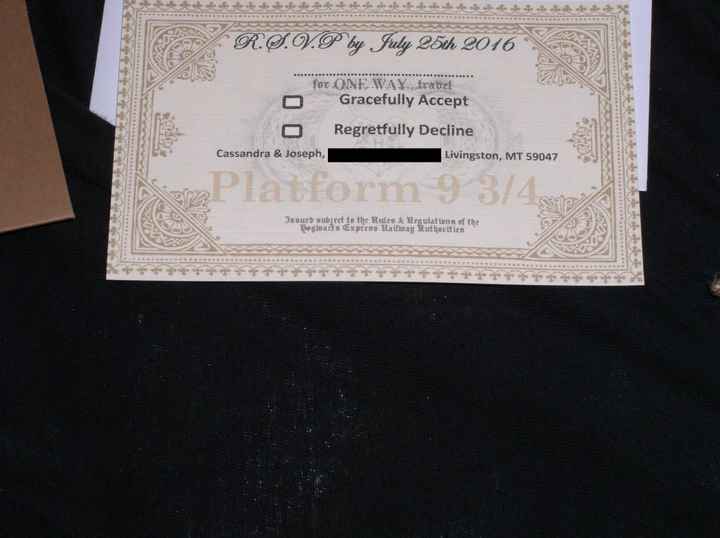 R.S.V.P by July 25th 2016
for ONE WAY...travel
Gracefully Accept
Regretfully Decline
Cassandra & Joseph, Livingston, MT 59047
Platform 9 3/4
Issued subject to the Rules & Regulations of the
Hogwarts Express Railway Authorities